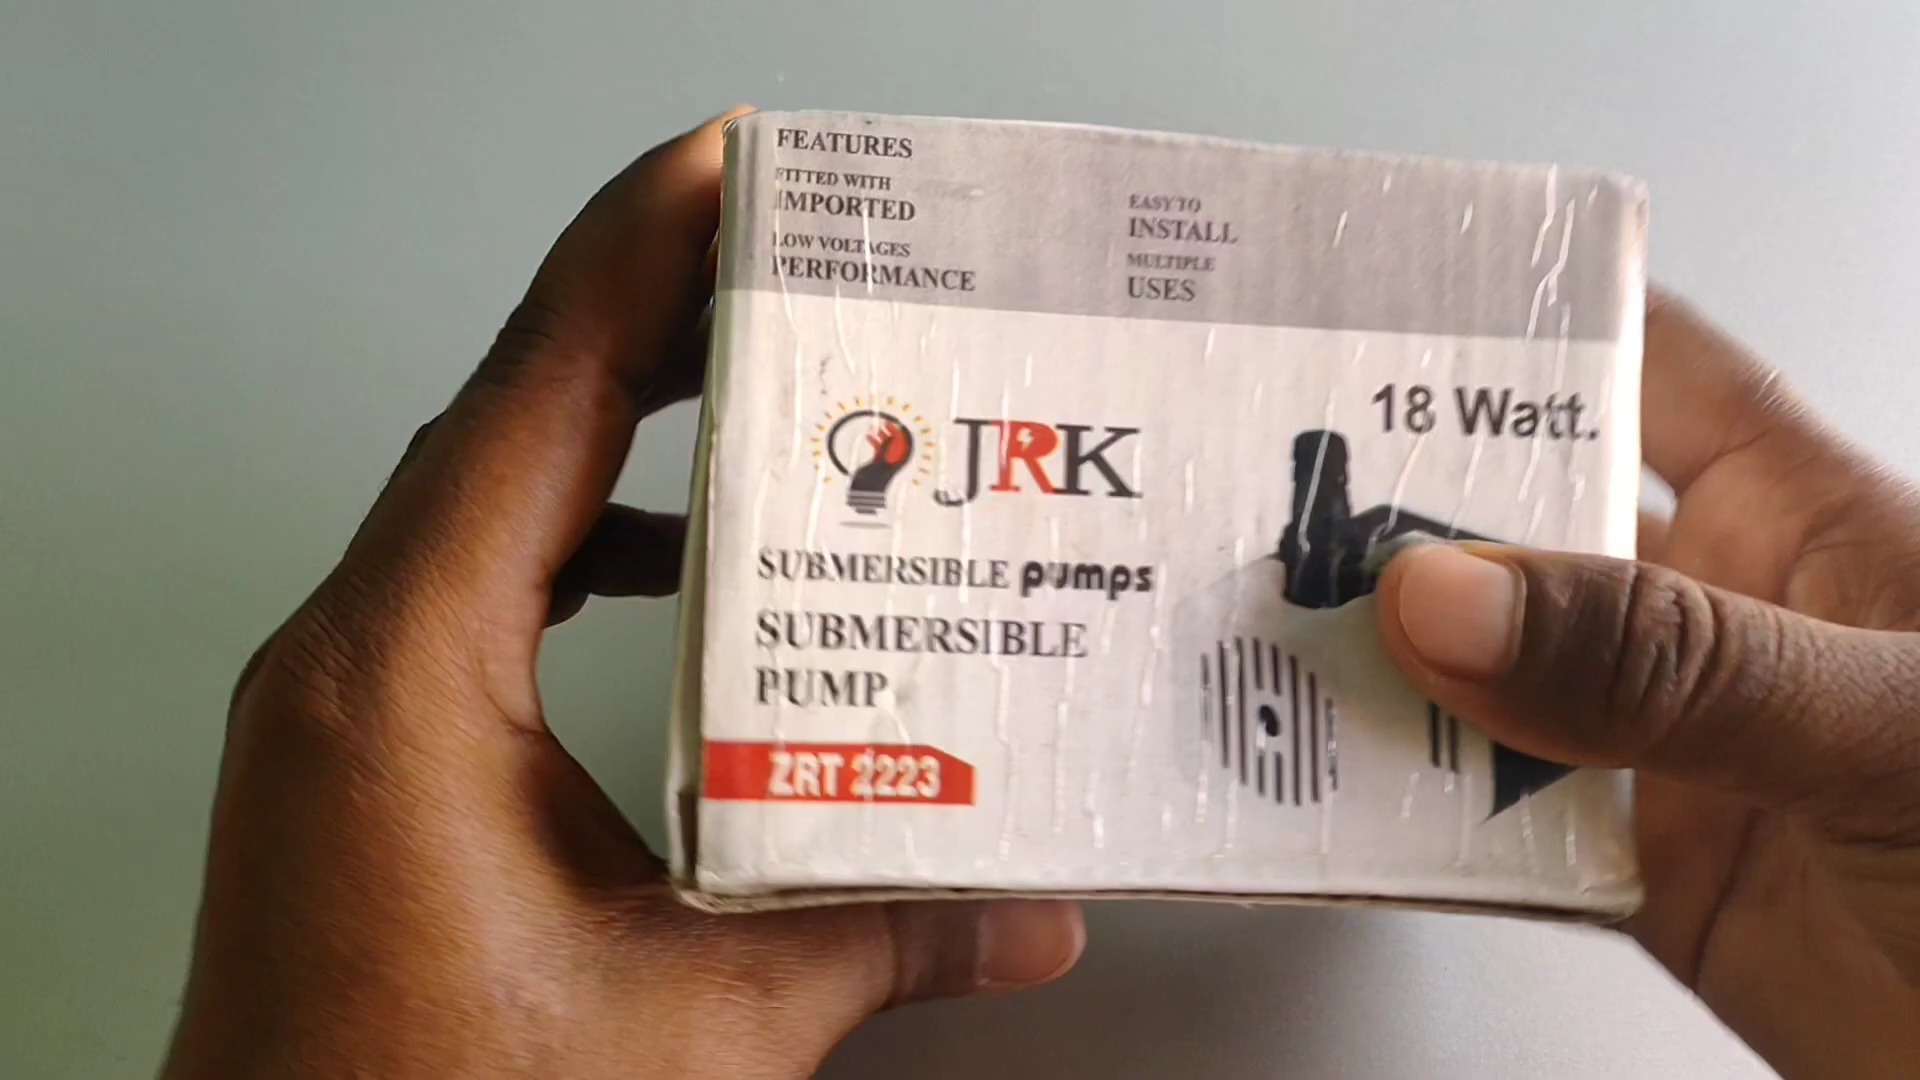 FEATURES
FITTED WITH
IMPORTED
LOW VOLTAGES
PERFORMANCE
EASY TO
INSTALL
MULTIPLE
USES
18 Watt.
JRK
SUBMERSIBLE pumps
SUBMERSIBLE
PUMP
ZRT 2223